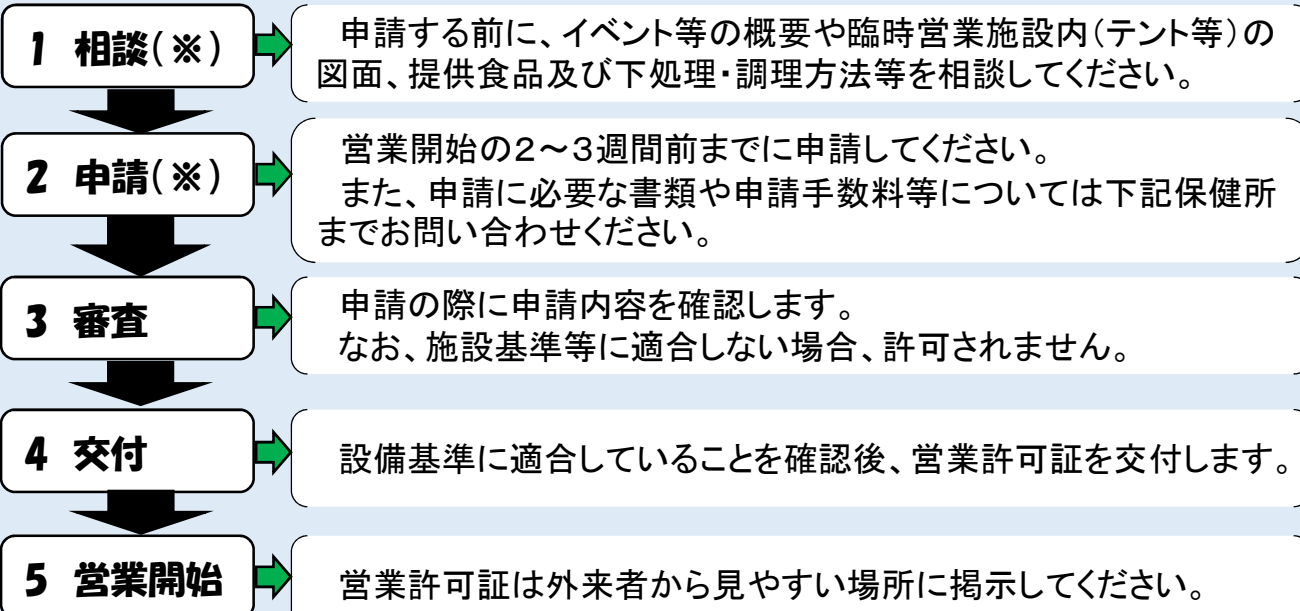 1 相談(※)
申請する前に、イベント等の概要や臨時営業施設内(テント等)の
図面、提供食品及び下処理・調理方法等を相談してください。
2 申請(※)
営業開始の2~3週間前までに申請してください。
また、申請に必要な書類や申請手数料等については下記保健所
までお問い合わせください。
3 審査
申請の際に申請内容を確認します。
なお、施設基準等に適合しない場合、許可されません。
4 交付
設備基準に適合していることを確認後、営業許可証を交付します。
5 営業開始
営業許可証は外来者から見やすい場所に掲示してください。